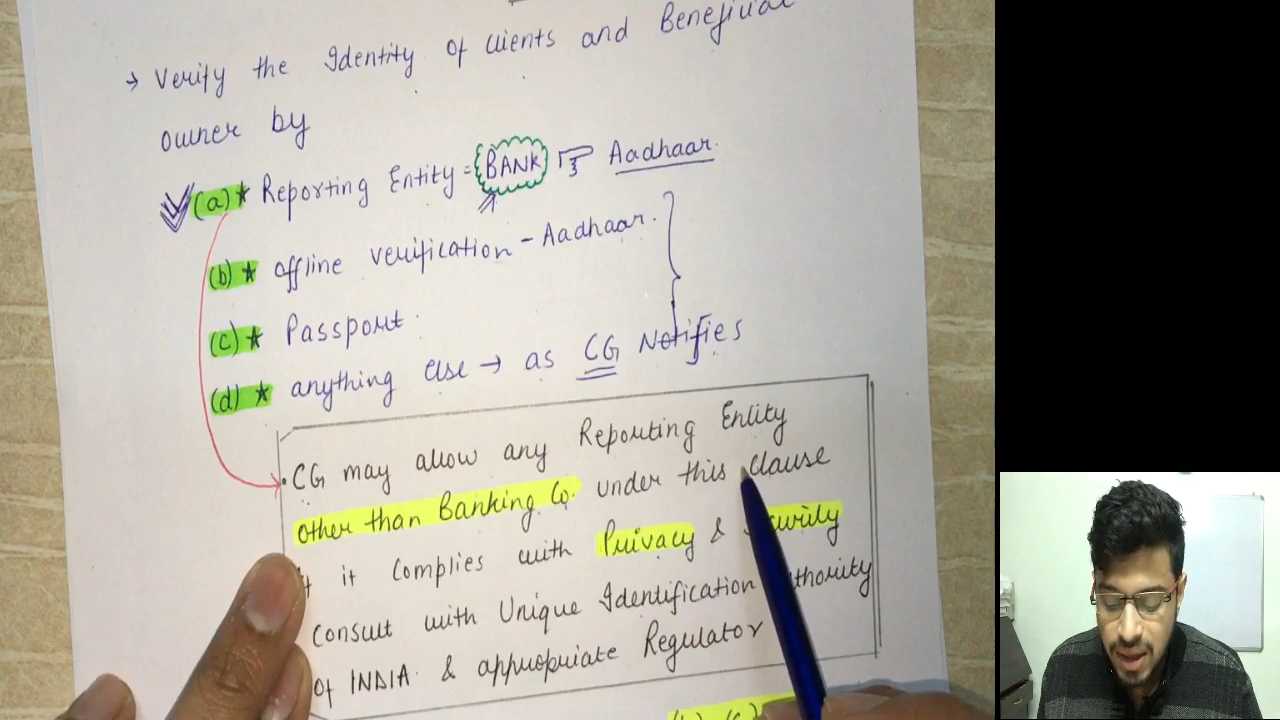 → Verify the Identity of clients and Beneficial
owner by
(a)* Reporting Entity = BANK ☞ Aadhaar.
(b)* offline verification - Aadhaar.
(c)* Passport.
(d)* anything else → as CG Notifies
• CG may allow any Reporting Entity
other than Banking Co. under this clause
if it complies with Privacy &
Consult with Unique Identification
of INDIA & appropriate Regulator